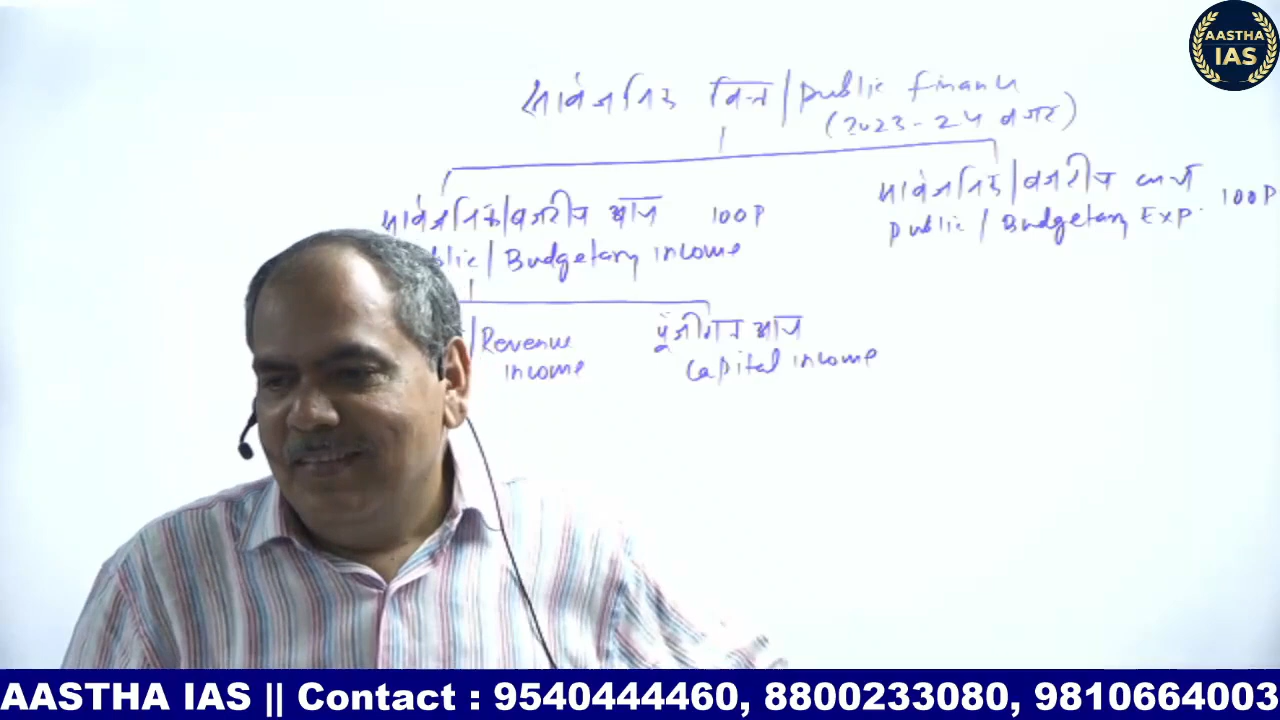 AASTHA
IAS
सार्वजनिक वित्त / public finance
(2023-24 बजट)
सार्वजनिक/बजटीय आय 100P
blic / Budgetary income
सार्वजनिक/बजटीय व्यय 100P
public / Budgetary Exp.
/ Revenue
income
पूंजीगत आय
Capital income
AASTHA IAS || Contact : 9540444460, 8800233080, 9810664003